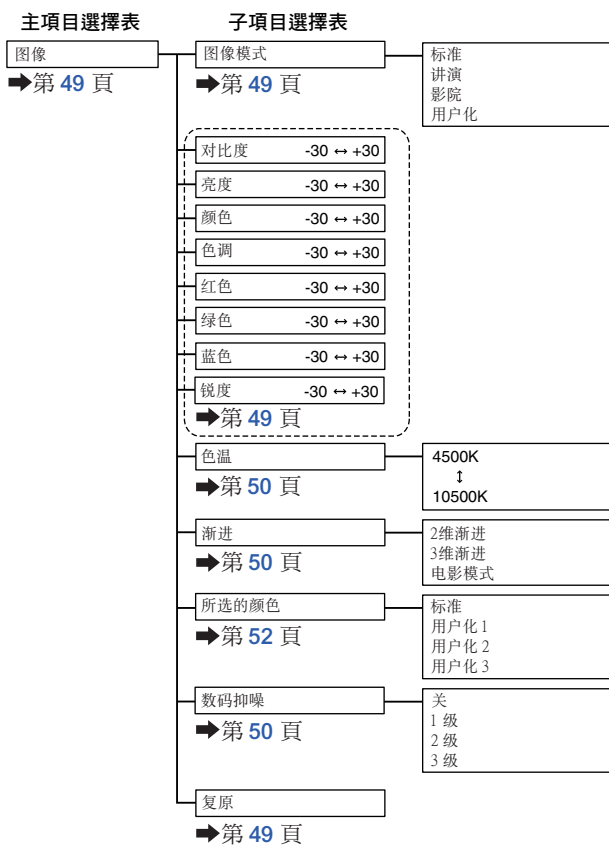 主項目選擇表
子項目選擇表
图像
➡第 49 頁
图像模式
➡第 49 頁
标准
讲演
影院
用户化
对比度 -30 ↔ +30
亮度 -30 ↔ +30
颜色 -30 ↔ +30
色调 -30 ↔ +30
红色 -30 ↔ +30
绿色 -30 ↔ +30
蓝色 -30 ↔ +30
锐度 -30 ↔ +30
➡第 49 頁
色温
➡第 50 頁
4500K
↕
10500K
渐进
➡第 50 頁
2维渐进
3维渐进
电影模式
所选的颜色
➡第 52 頁
标准
用户化 1
用户化 2
用户化 3
数码抑噪
➡第 50 頁
关
1 级
2 级
3 级
复原
➡第 49 頁